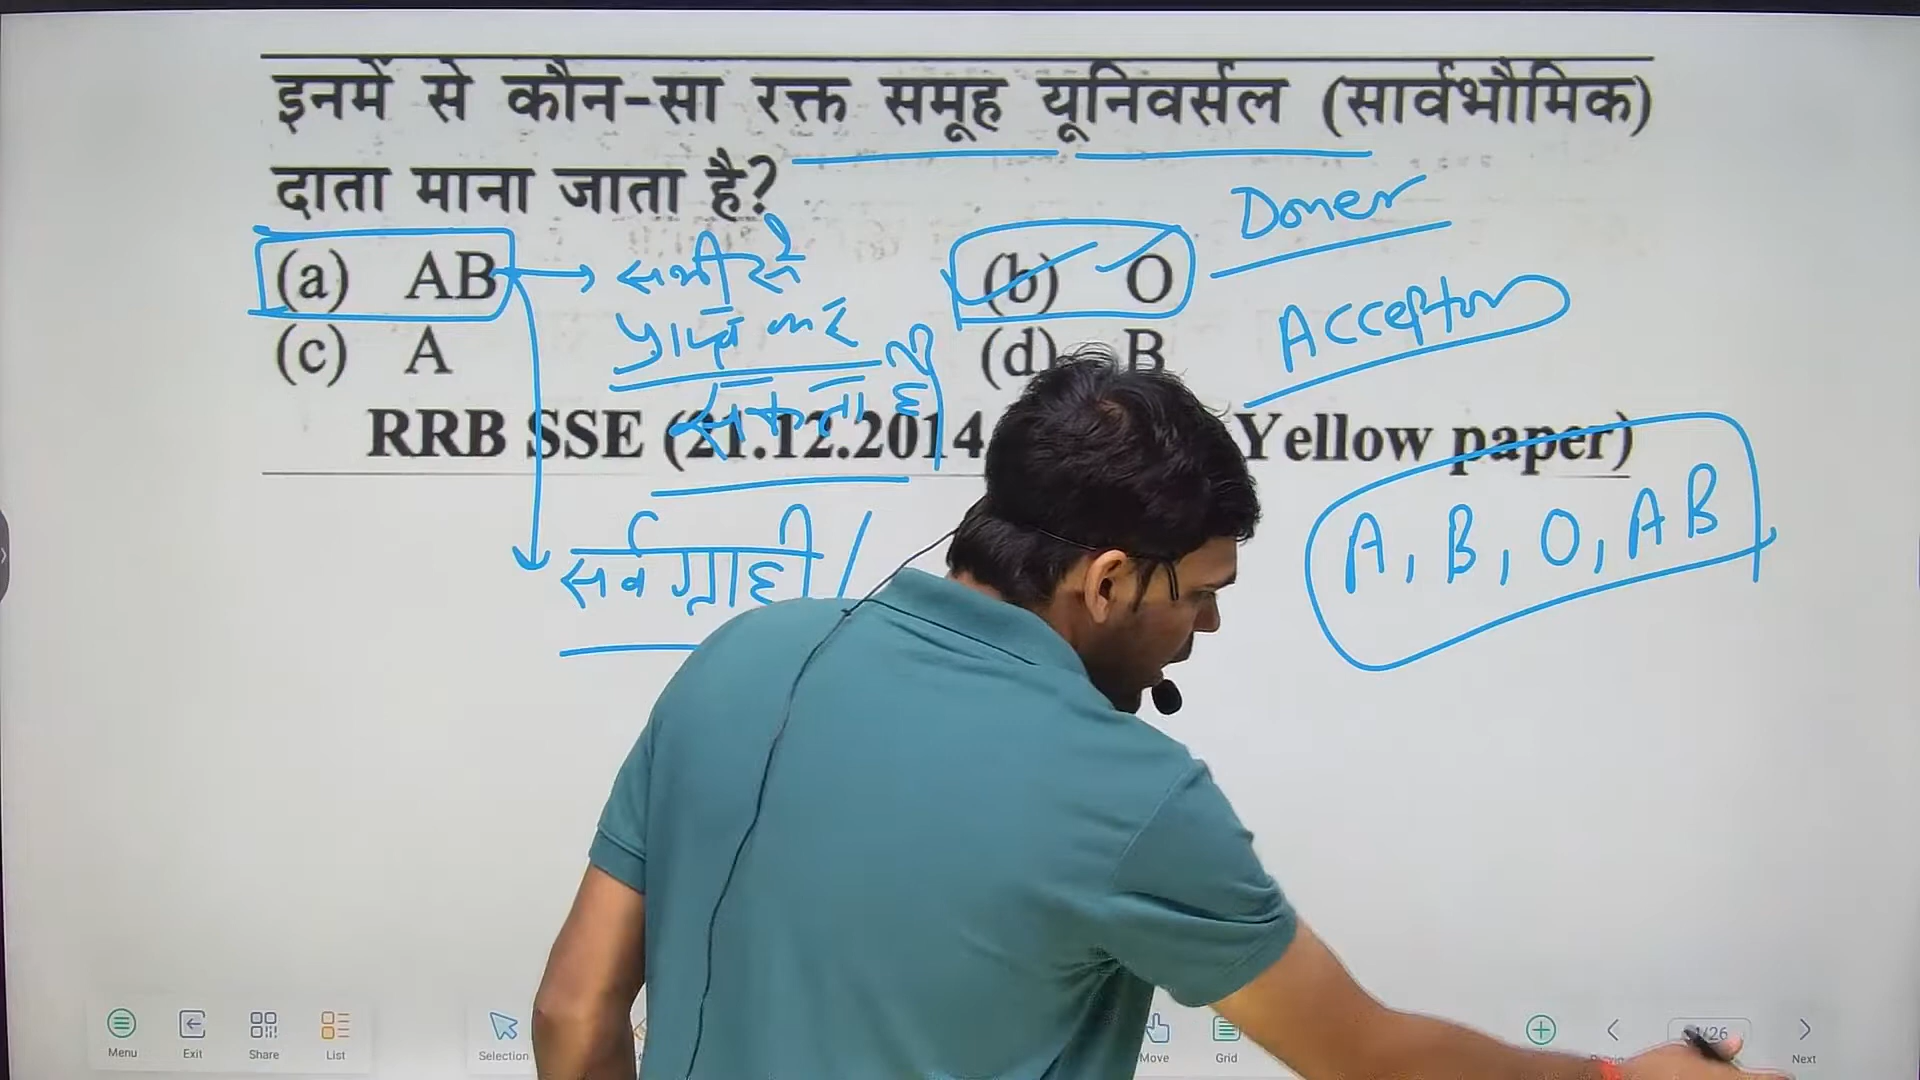 इनमें से कौन-सा रक्त समूह यूनिवर्सल (सार्वभौमिक)
दाता माना जाता है?
Doner
(a) AB → सभी से (b) O
प्राप्त कर
Acceptor
(c) A (d) B
सकता है
RRB SSE (21.12.2014 Yellow paper)
A, B, O, AB
सर्वग्राही /
Menu Exit Share List Selection Move Grid /26 Next